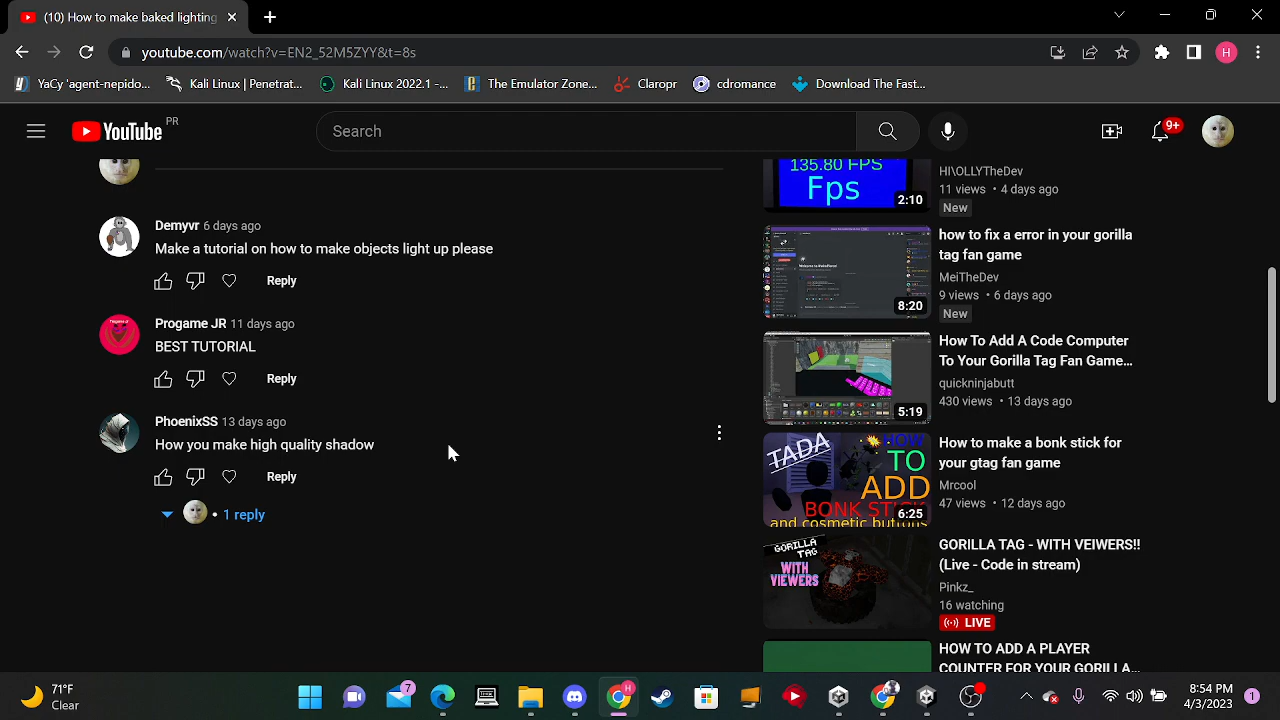 (10) How to make baked lighting
youtube.com/watch?v=EN2_52M5ZYY&t=8s
H
YaCy 'agent-nepido...
Kali Linux | Penetrat...
Kali Linux 2022.1 -...
The Emulator Zone...
Claropr
cdromance
Download The Fast...
YouTube PR
Search
9+
Demyvr 6 days ago
Make a tutorial on how to make objects light up please
Reply
Progame JR 11 days ago
BEST TUTORIAL
Reply
PhoenixSS 13 days ago
How you make high quality shadow
Reply
• 1 reply
135.80 FPS
Fps
2:10
HI\OLLYTheDev
11 views • 4 days ago
New
8:20
how to fix a error in your gorilla
tag fan game
MeiTheDev
9 views • 6 days ago
New
5:19
How To Add A Code Computer
To Your Gorilla Tag Fan Game...
quickninjabutt
430 views • 13 days ago
TADA
HOW
TO
ADD
BONK STICK
and cosmetic buttons
6:25
How to make a bonk stick for
your gtag fan game
Mrcool
47 views • 12 days ago
GORILLA
TAG
WITH
VIEWERS
GORILLA TAG - WITH VEIWERS!!
(Live - Code in stream)
Pinkz_
16 watching
LIVE
HOW TO ADD A PLAYER
COUNTER FOR YOUR GORILLA...
71°F
Clear
7
H
8:54 PM
4/3/2023
1